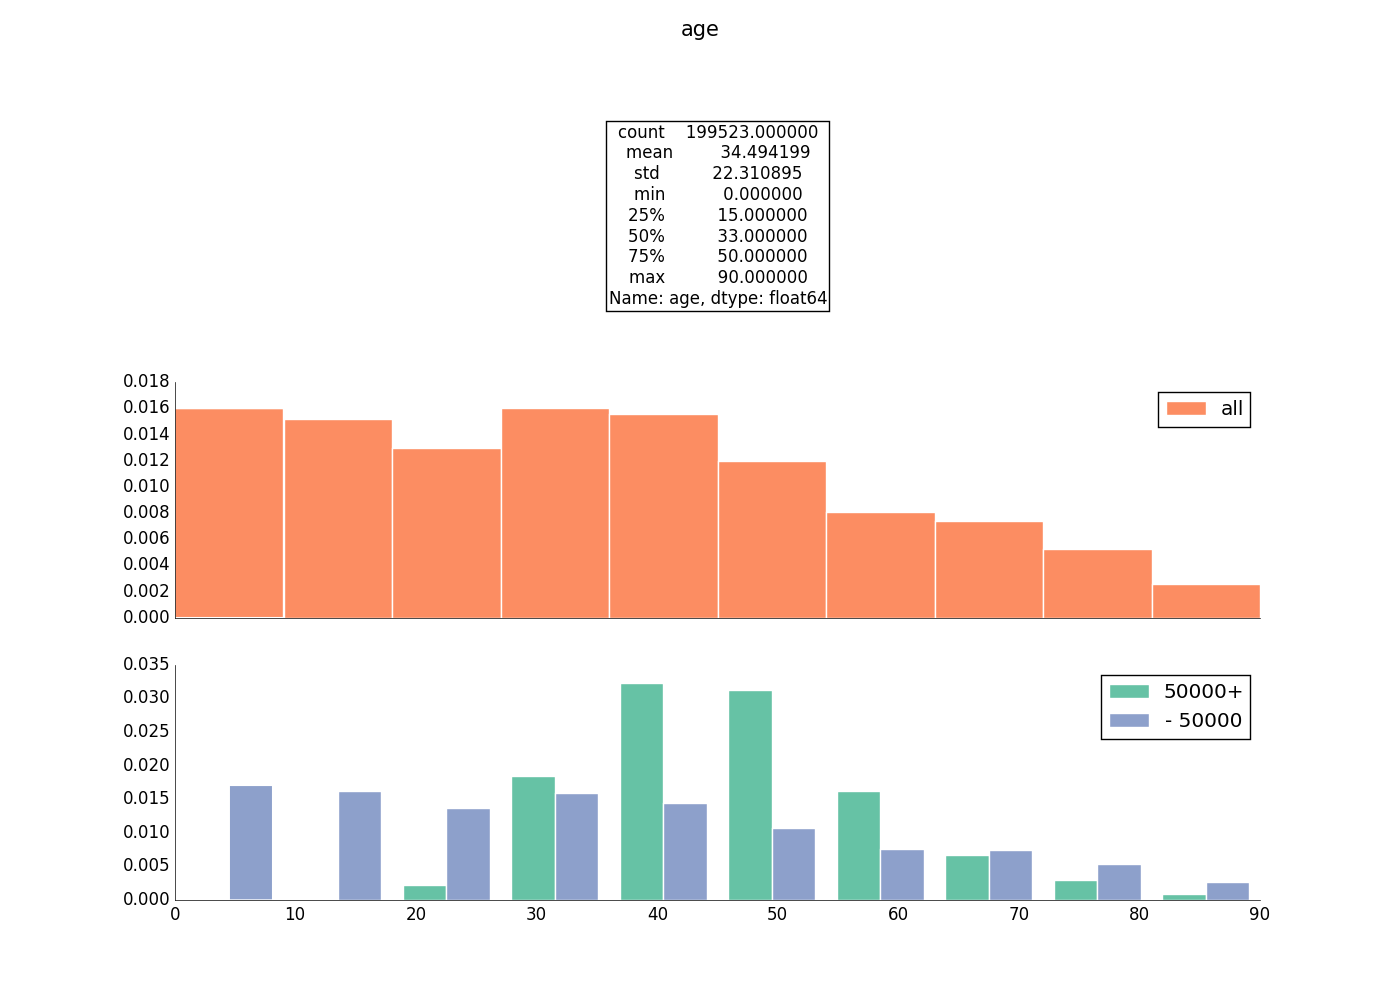 age
count 199523.000000
mean 34.494199
std 22.310895
min 0.000000
25% 15.000000
50% 33.000000
75% 50.000000
max 90.000000
Name: age, dtype: float64
0.018
0.016
0.014
0.012
0.010
0.008
0.006
0.004
0.002
0.000
all
0.035
0.030
0.025
0.020
0.015
0.010
0.005
0.000
50000+
- 50000
0 10 20 30 40 50 60 70 80 90